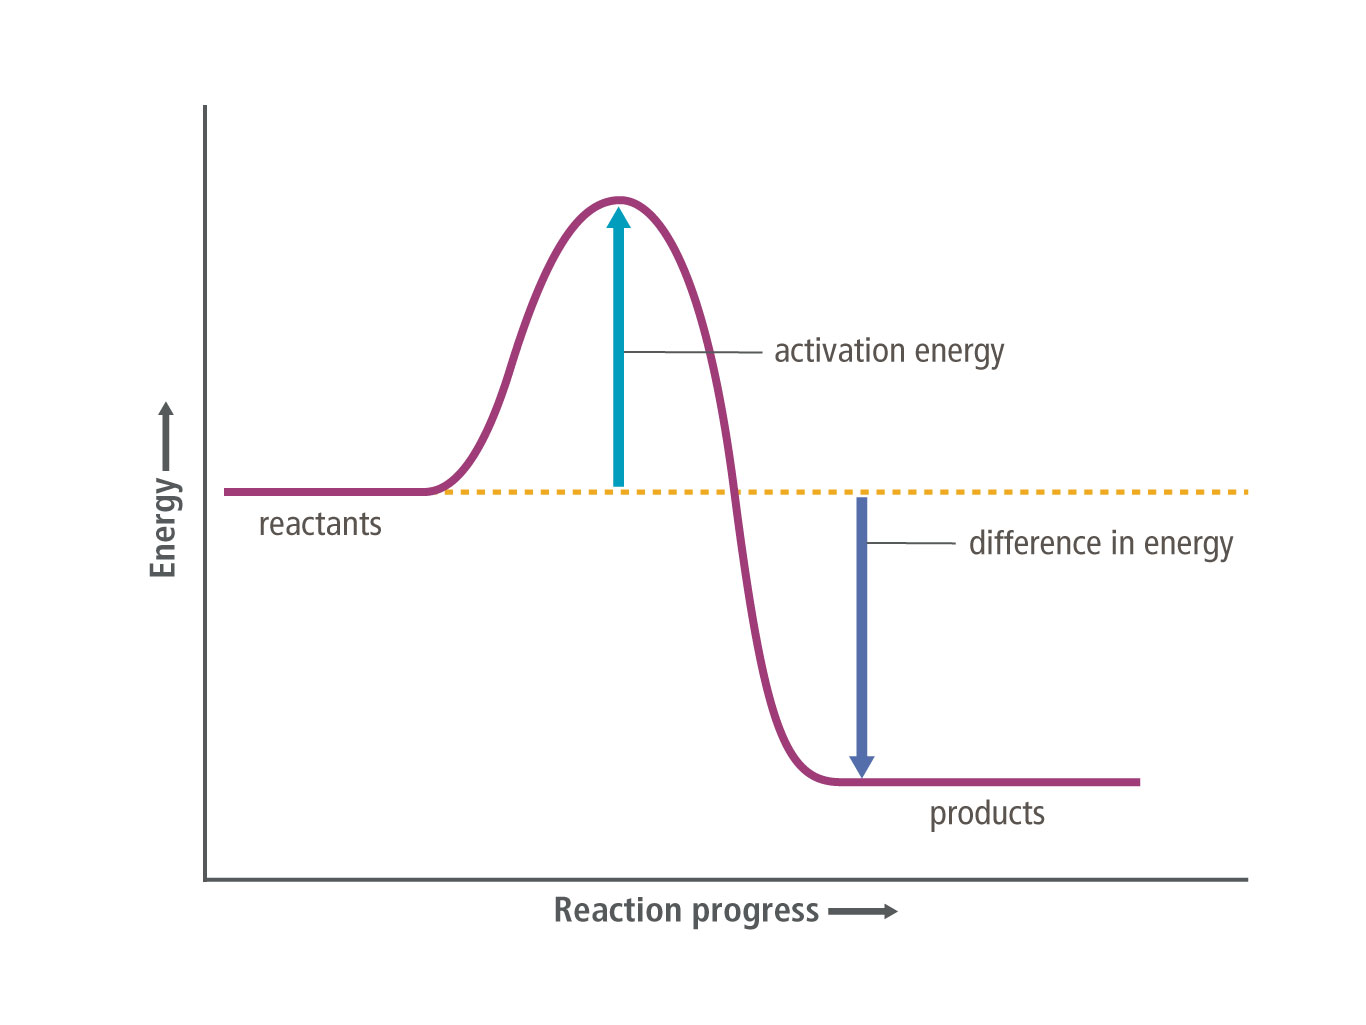 activation energy
reactants
difference in energy
Energy
products
Reaction progress